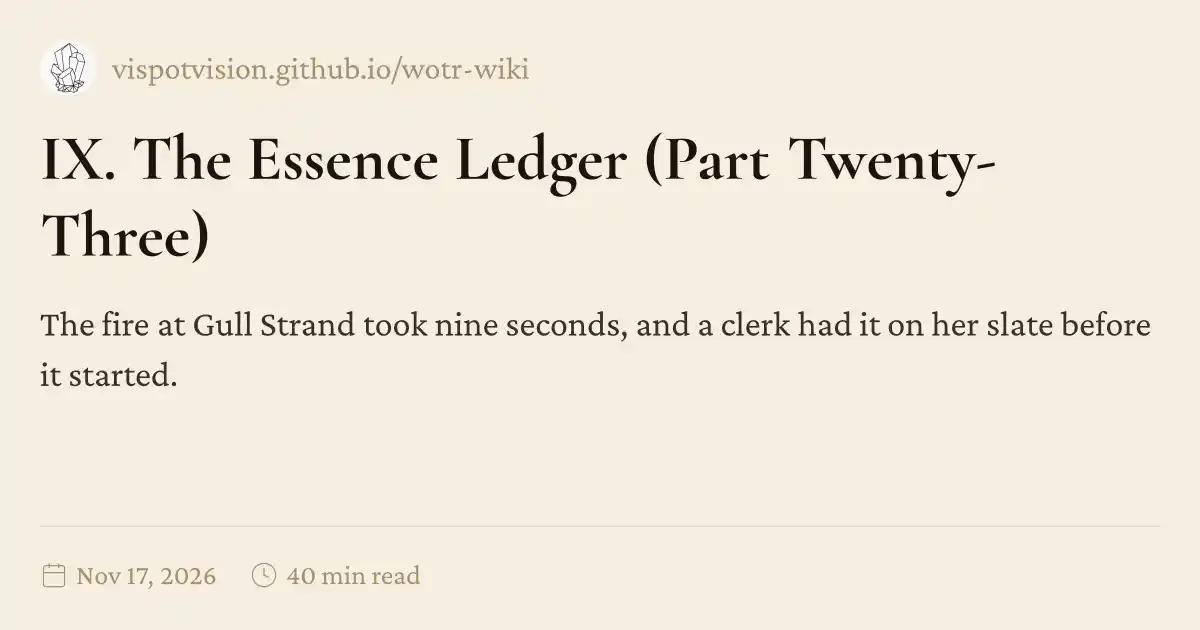 vispotvision.github.io/wotr-wiki
IX. The Essence Ledger (Part Twenty-
Three)
The fire at Gull Strand took nine seconds, and a clerk had it on her slate before
it started.
Nov 17, 2026
40 min read